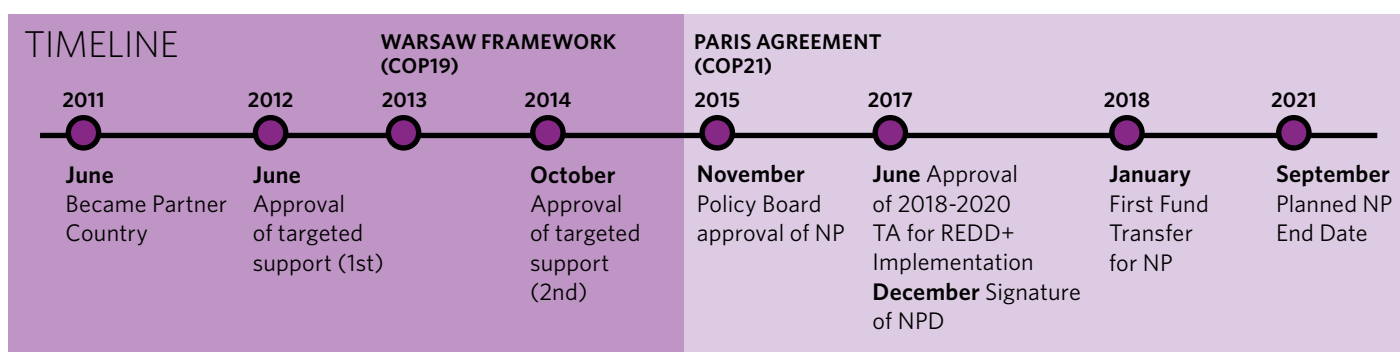 TIMELINE
WARSAW FRAMEWORK
(COP19)
PARIS AGREEMENT
(COP21)
2011
2012
2013
2014
2015
2017
2018
2021
June
Became Partner
Country
June
Approval
of targeted
support (1st)
October
Approval
of targeted
support
(2nd)
November
Policy Board
approval of NP
June Approval
of 2018-2020
TA for REDD+
Implementation
December Signature
of NPD
January
First Fund
Transfer
for NP
September
Planned NP
End Date